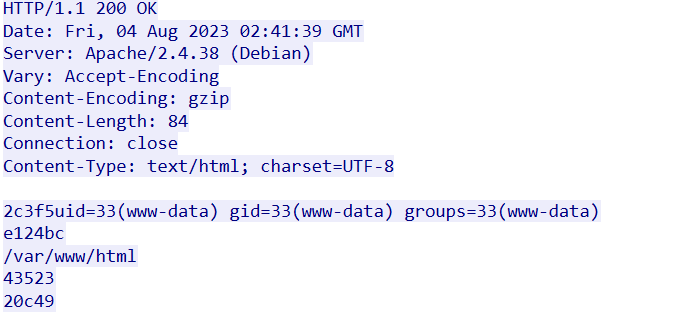 HTTP/1.1 200 OK
Date: Fri, 04 Aug 2023 02:41:39 GMT
Server: Apache/2.4.38 (Debian)
Vary: Accept-Encoding
Content-Encoding: gzip
Content-Length: 84
Connection: close
Content-Type: text/html; charset=UTF-8
2c3f5uid=33(www-data) gid=33(www-data) groups=33(www-data)
e124bc
/var/www/html
43523
20c49